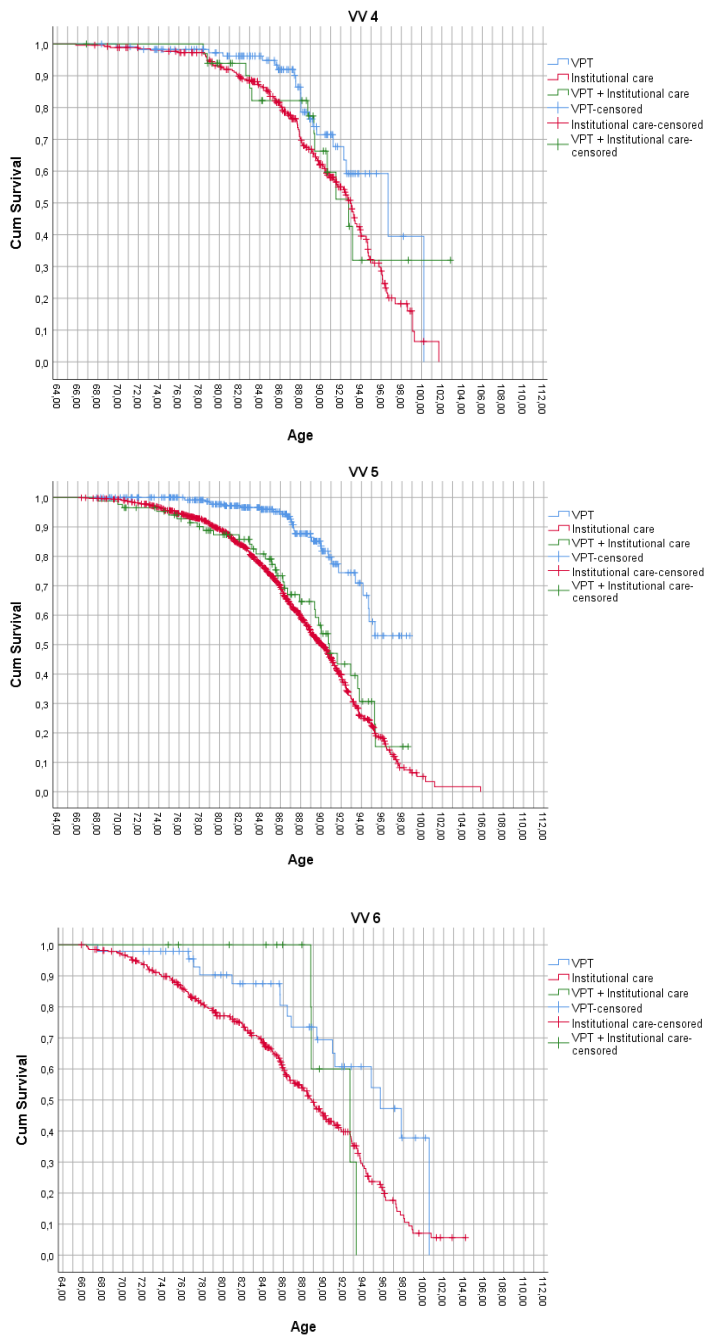 VV 4
1,0
0,9
0,8
0,7
0,6
0,5
0,4
0,3
0,2
0,1
0,0
Cum Survival
64,00 66,00 68,00 70,00 72,00 74,00 76,00 78,00 80,00 82,00 84,00 86,00 88,00 90,00 92,00 94,00 96,00 98,00 100,00 102,00 104,00 106,00 108,00 110,00 112,00
Age
VPT
Institutional care
VPT + Institutional care
VPT-censored
Institutional care-censored
VPT + Institutional care-
censored
VV 5
1,0
0,9
0,8
0,7
0,6
0,5
0,4
0,3
0,2
0,1
0,0
Cum Survival
64,00 66,00 68,00 70,00 72,00 74,00 76,00 78,00 80,00 82,00 84,00 86,00 88,00 90,00 92,00 94,00 96,00 98,00 100,00 102,00 104,00 106,00 108,00 110,00 112,00
Age
VPT
Institutional care
VPT + Institutional care
VPT-censored
Institutional care-censored
VPT + Institutional care-
censored
VV 6
1,0
0,9
0,8
0,7
0,6
0,5
0,4
0,3
0,2
0,1
0,0
Cum Survival
64,00 66,00 68,00 70,00 72,00 74,00 76,00 78,00 80,00 82,00 84,00 86,00 88,00 90,00 92,00 94,00 96,00 98,00 100,00 102,00 104,00 106,00 108,00 110,00 112,00
Age
VPT
Institutional care
VPT + Institutional care
VPT-censored
Institutional care-censored
VPT + Institutional care-
censored